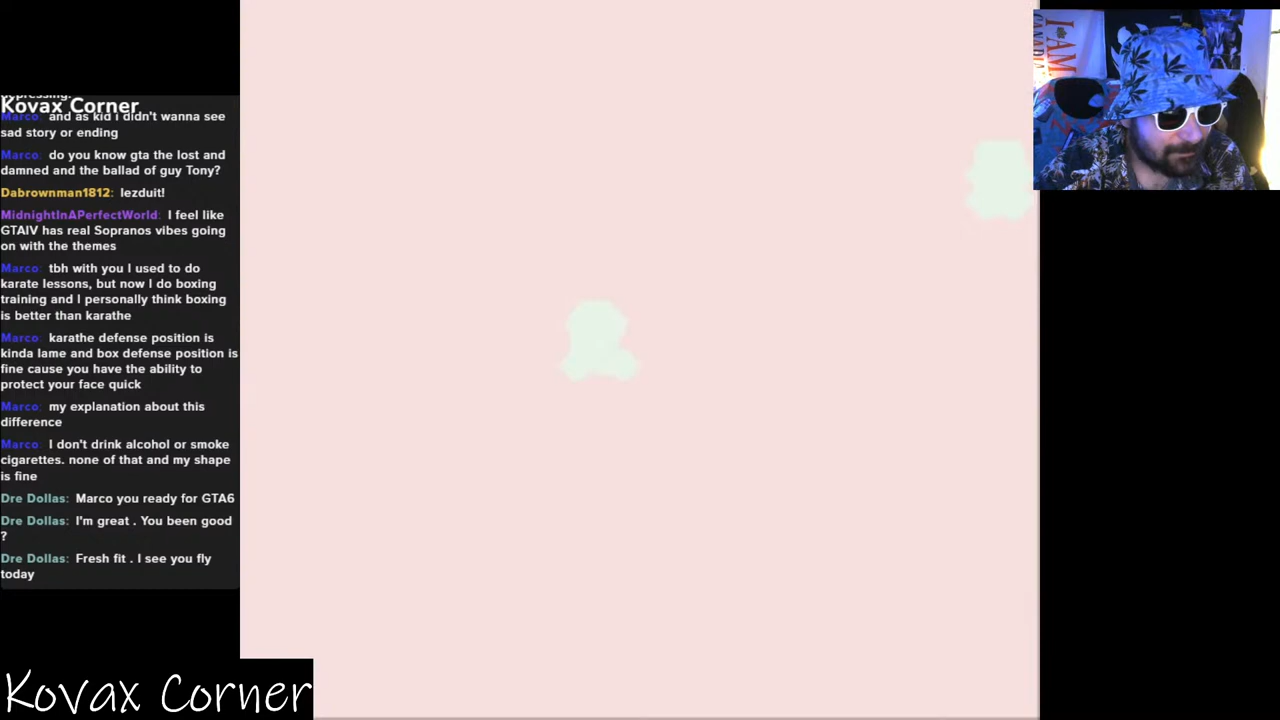 depressing.
Kovax Corner
Marco: and as kid i didn't wanna see
sad story or ending
Marco: do you know gta the lost and
damned and the ballad of guy Tony?
Dabrownman1812: lezduit!
MidnightInAPerfectWorld: I feel like
GTAIV has real Sopranos vibes going
on with the themes
Marco: tbh with you I used to do
karate lessons, but now I do boxing
training and I personally think boxing
is better than karathe
Marco: karathe defense position is
kinda lame and box defense position is
fine cause you have the ability to
protect your face quick
Marco: my explanation about this
difference
Marco: I don't drink alcohol or smoke
cigarettes. none of that and my shape
is fine
Dre Dollas: Marco you ready for GTA6
Dre Dollas: I'm great . You been good
?
Dre Dollas: Fresh fit . I see you fly
today
Kovax Corner
I AM